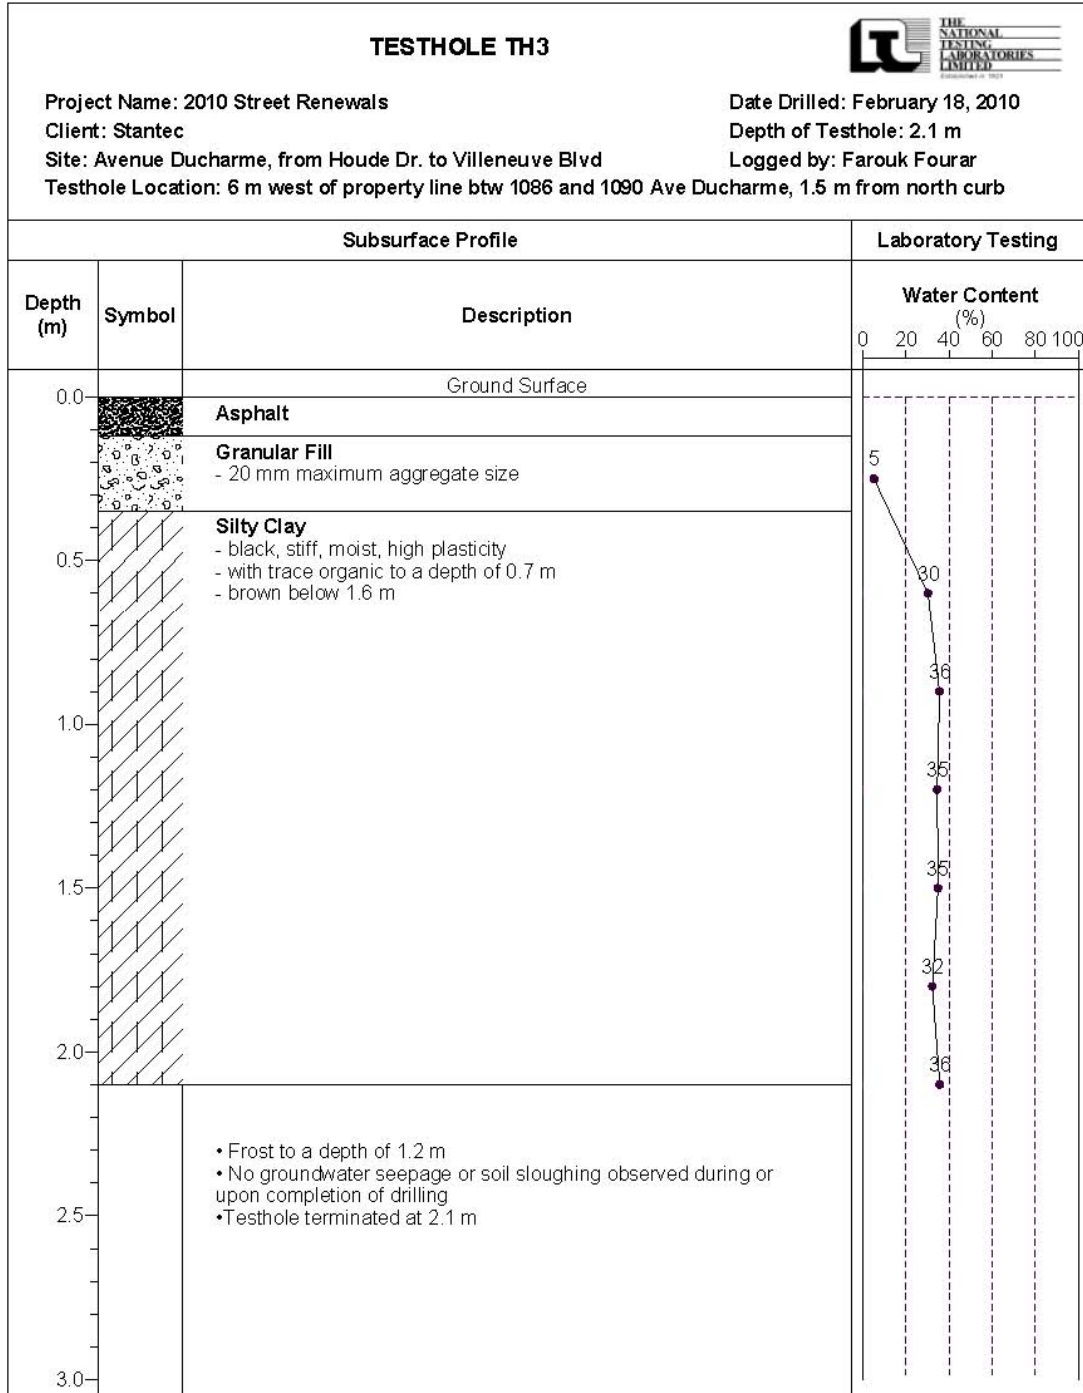 TESTHOLE TH3
THE
NATIONAL
TESTING
LABORATORIES
LIMITED
Established in 1923
Project Name: 2010 Street Renewals
Date Drilled: February 18, 2010
Client: Stantec
Depth of Testhole: 2.1 m
Site: Avenue Ducharme, from Houde Dr. to Villeneuve Blvd
Logged by: Farouk Fourar
Testhole Location: 6 m west of property line btw 1086 and 1090 Ave Ducharme, 1.5 m from north curb
Subsurface Profile
Laboratory Testing
Depth
(m)
Symbol
Description
Water Content
(%)
0 20 40 60 80 100
Ground Surface
0.0
Asphalt
Granular Fill
- 20 mm maximum aggregate size
5
Silty Clay
- black, stiff, moist, high plasticity
0.5
- with trace organic to a depth of 0.7 m
30
- brown below 1.6 m
36
1.0
35
35
1.5
32
2.0
36
• Frost to a depth of 1.2 m
• No groundwater seepage or soil sloughing observed during or
upon completion of drilling
•Testhole terminated at 2.1 m
2.5
3.0